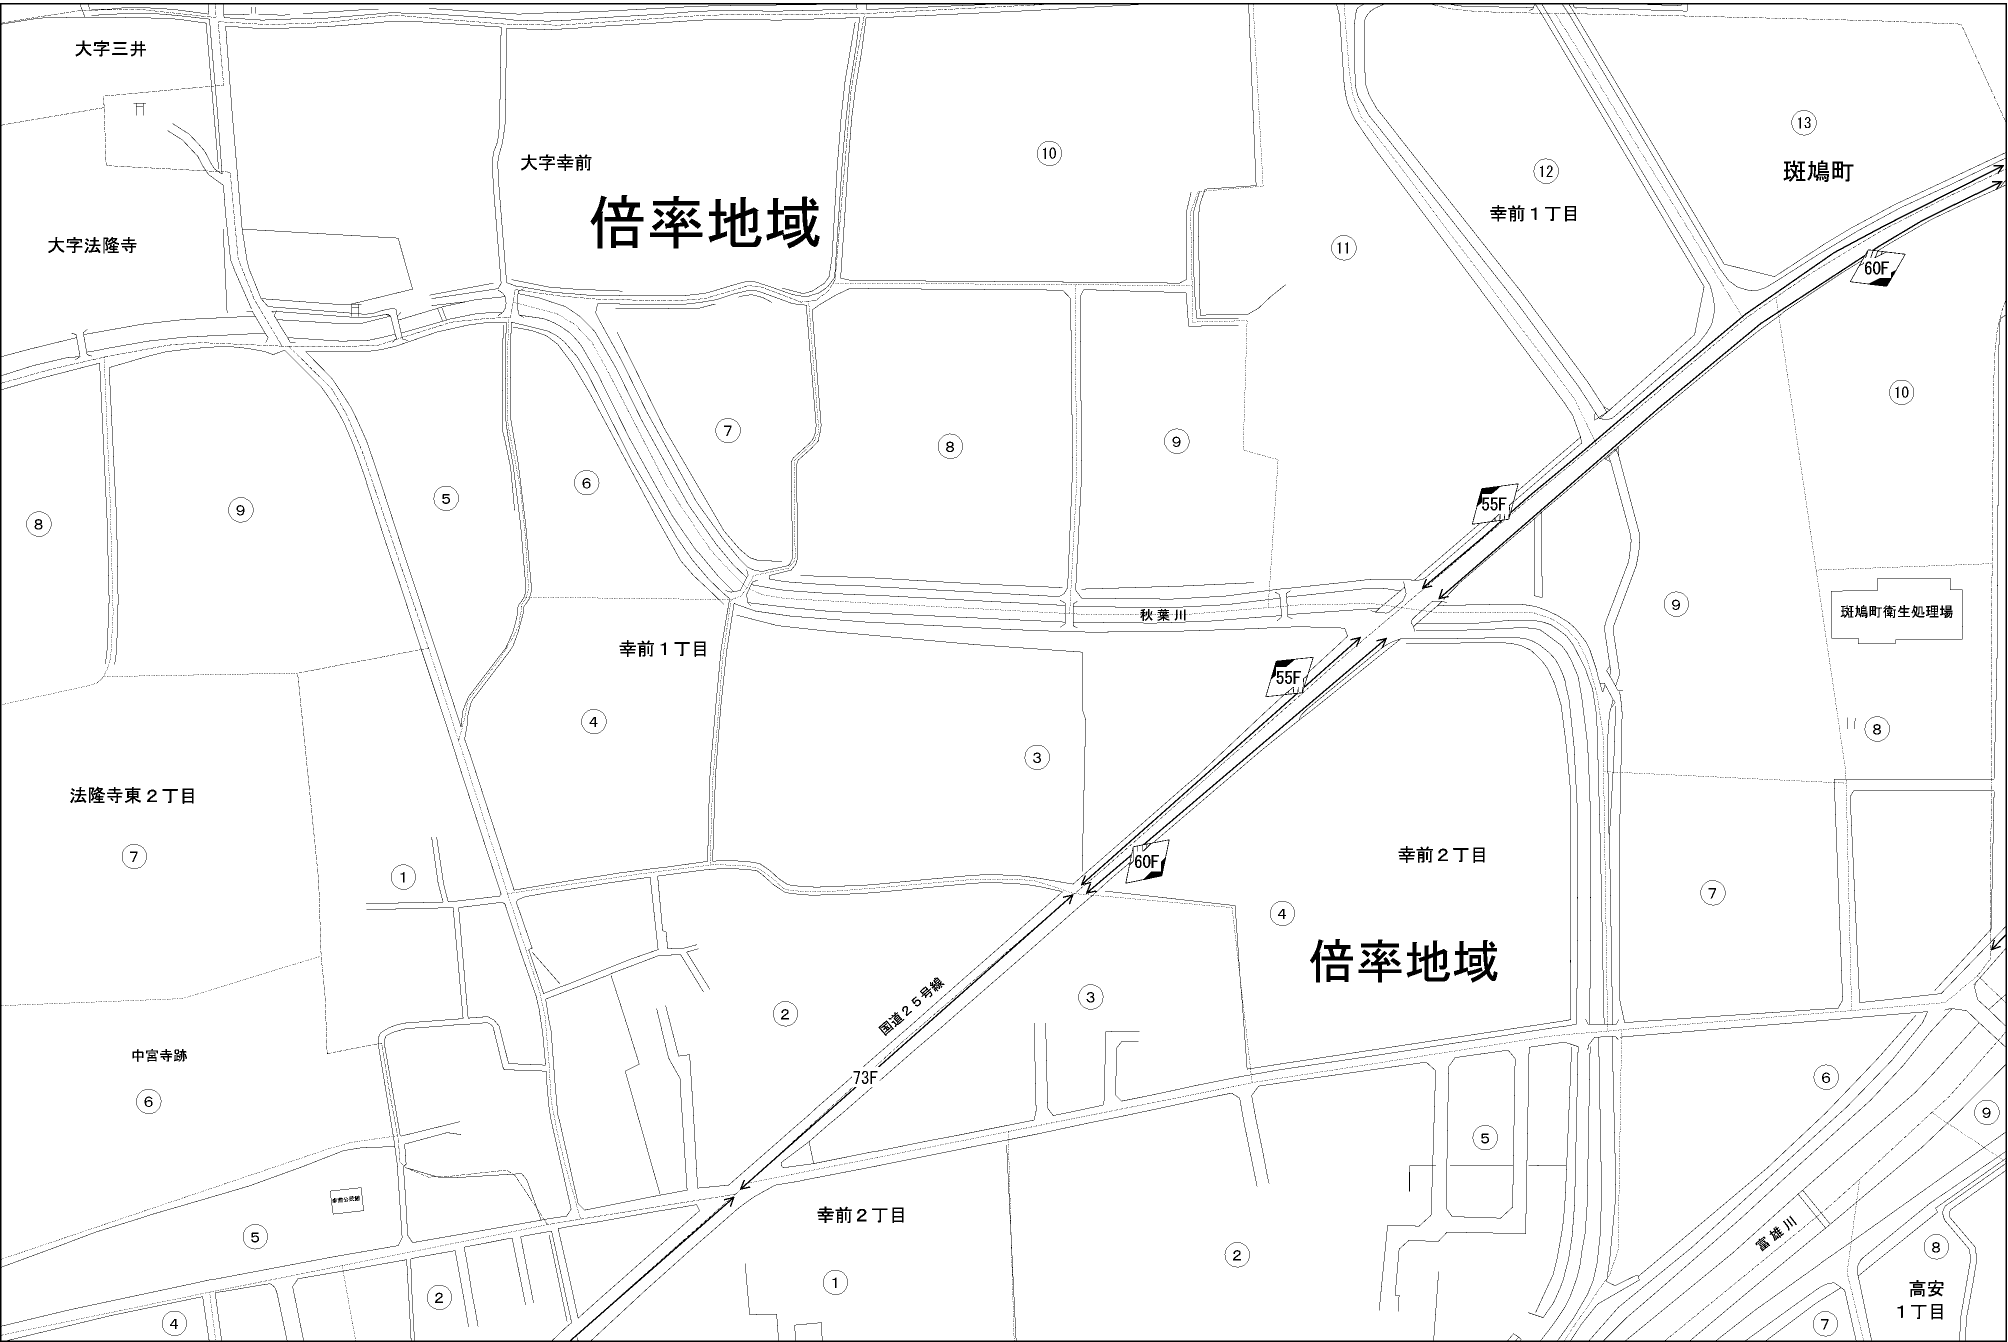 大字三井
⑬
大字幸前
⑩
⑫
斑鳩町
倍率地域
幸前１丁目
大字法隆寺
⑪
60F
⑩
⑦
⑧
⑨
⑥
⑤
55F
⑨
⑧
⑨
斑鳩町衛生処理場
秋葉川
幸前１丁目
55F
④
⑧
③
法隆寺東２丁目
⑦
①
60F
幸前２丁目
④
⑦
倍率地域
国道２５号線
②
③
中宮寺跡
73F
⑥
⑥
⑨
⑤
幸前公民館
幸前２丁目
富雄川
⑤
②
⑧
①
高安
１丁目
②
④
⑦